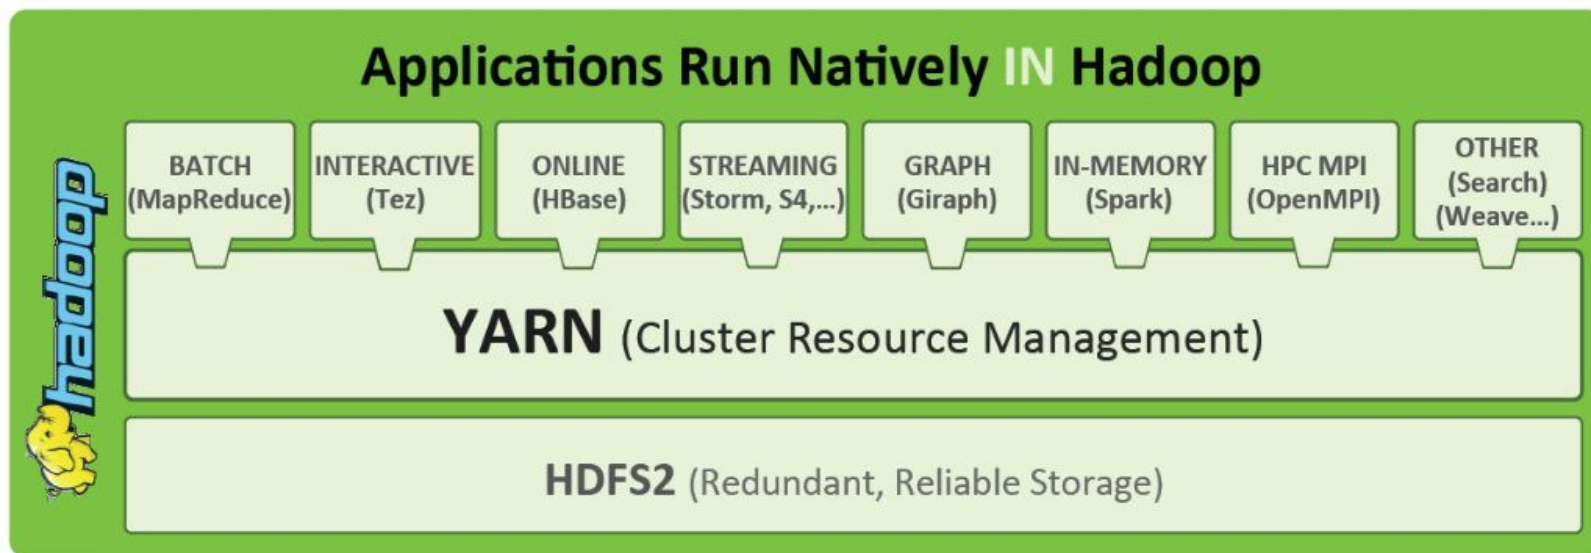 Applications Run Natively IN Hadoop
hadoop
BATCH
(MapReduce)
INTERACTIVE
(Tez)
ONLINE
(HBase)
STREAMING
(Storm, S4,...)
GRAPH
(Giraph)
IN-MEMORY
(Spark)
HPC MPI
(OpenMPI)
OTHER
(Search)
(Weave...)
YARN (Cluster Resource Management)
HDFS2 (Redundant, Reliable Storage)